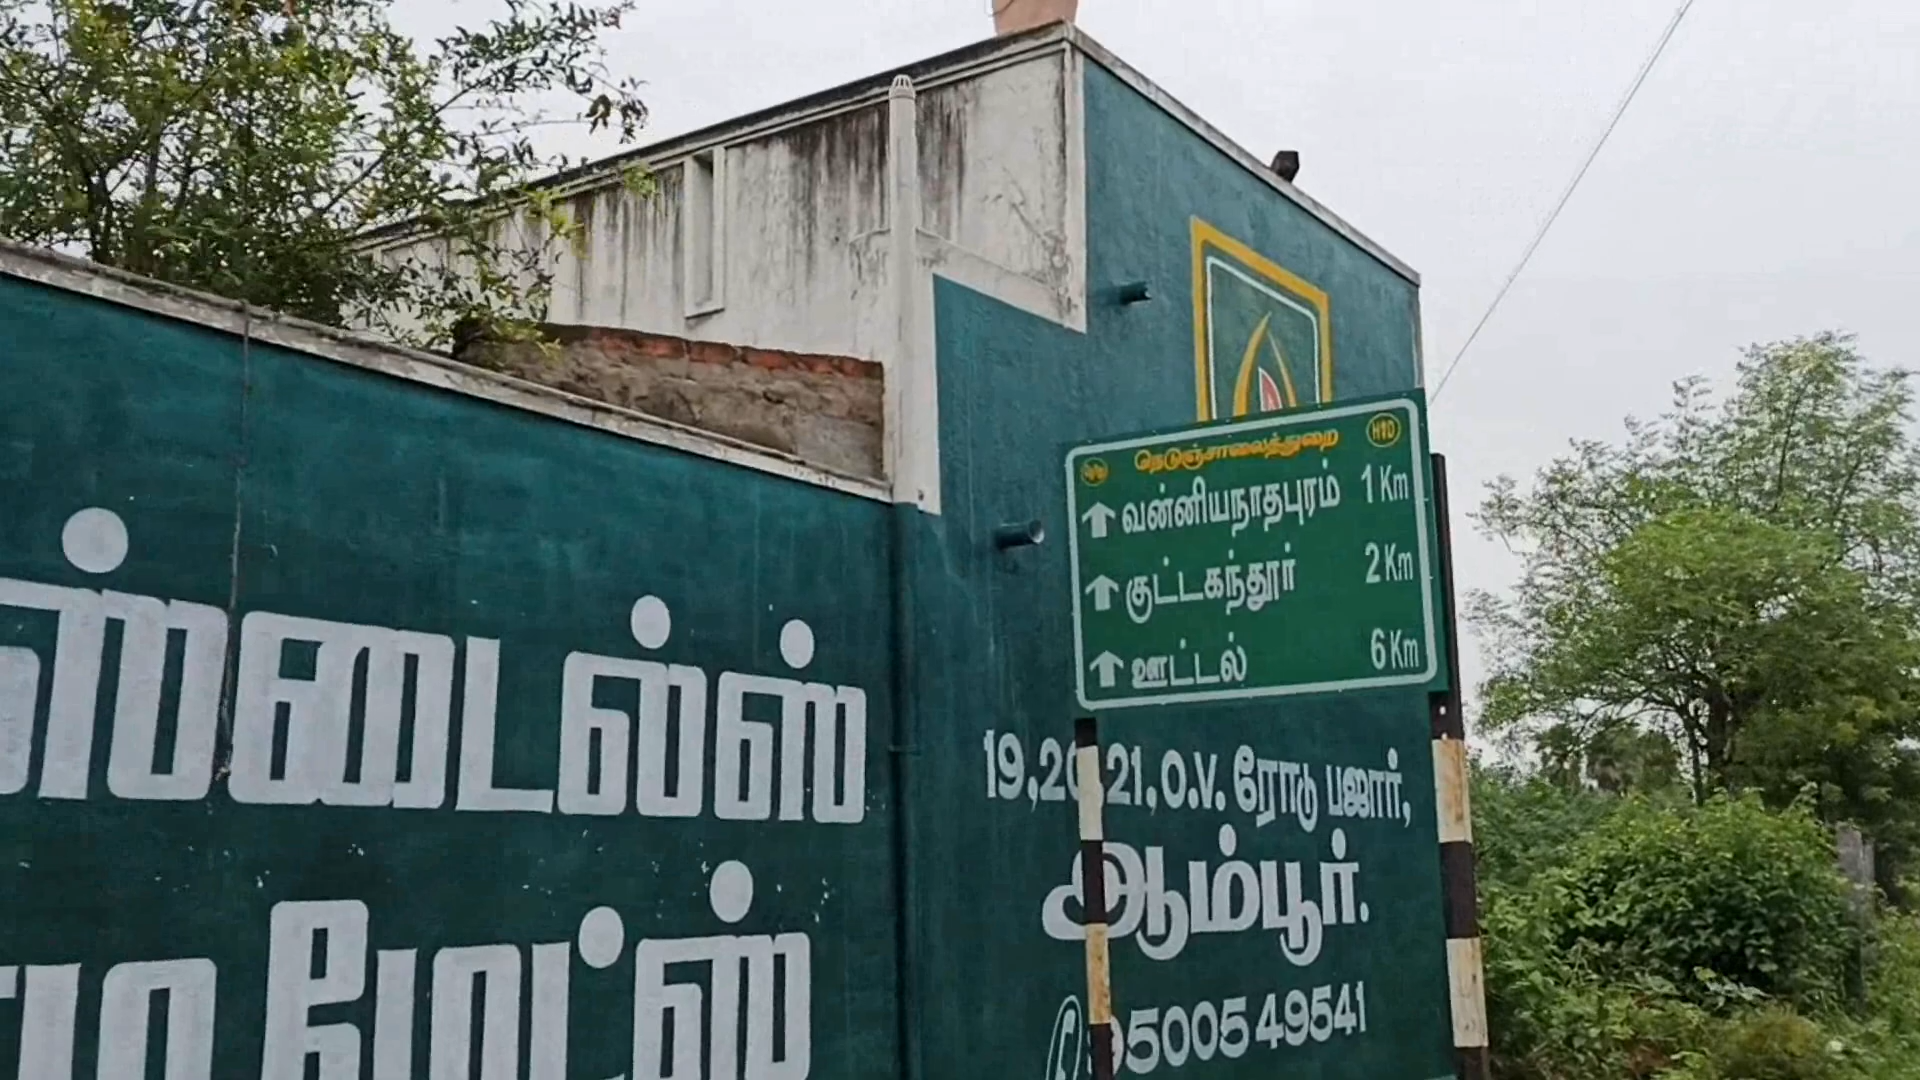 நெடுஞ்சாலைத்துறை
வன்னியநாதபுரம் 1 Km
குட்டகந்தூர் 2 Km
ஊட்டல் 6 Km
ஸ்டைல்ஸ்
மேட்ஸ்
19,20,21, O.V. ரோடு பஜார்,
ஆம்பூர்.
9500549541